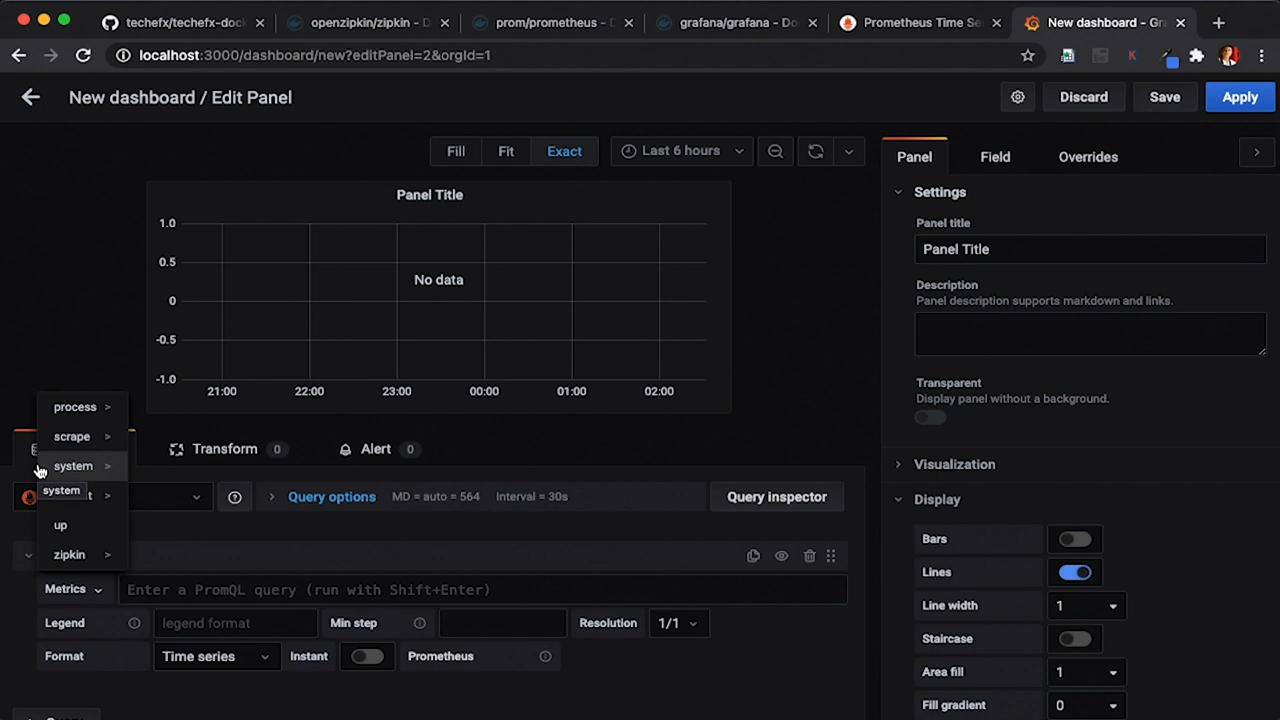 techefx/techefx-dock
openzipkin/zipkin - D
prom/prometheus - D
grafana/grafana - Do
Prometheus Time Se
New dashboard - Gra
localhost:3000/dashboard/new?editPanel=2&orgId=1
New dashboard / Edit Panel
Discard
Save
Apply
Fill
Fit
Exact
Last 6 hours
Panel
Field
Overrides
Panel Title
1.0
0.5
0
-0.5
-1.0
No data
21:00
22:00
23:00
00:00
01:00
02:00
Settings
Panel title
Panel Title
Description
Panel description supports markdown and links.
Transparent
Display panel without a background.
Visualization
Display
Bars
Lines
Line width
1
Staircase
Area fill
1
Fill gradient
0
process >
scrape >
system >
system
up
zipkin >
Transform 0
Alert 0
Query options
MD = auto = 564
Interval = 30s
Query inspector
Metrics
Enter a PromQL query (run with Shift+Enter)
Legend
legend format
Min step
Resolution
1/1
Format
Time series
Instant
Prometheus